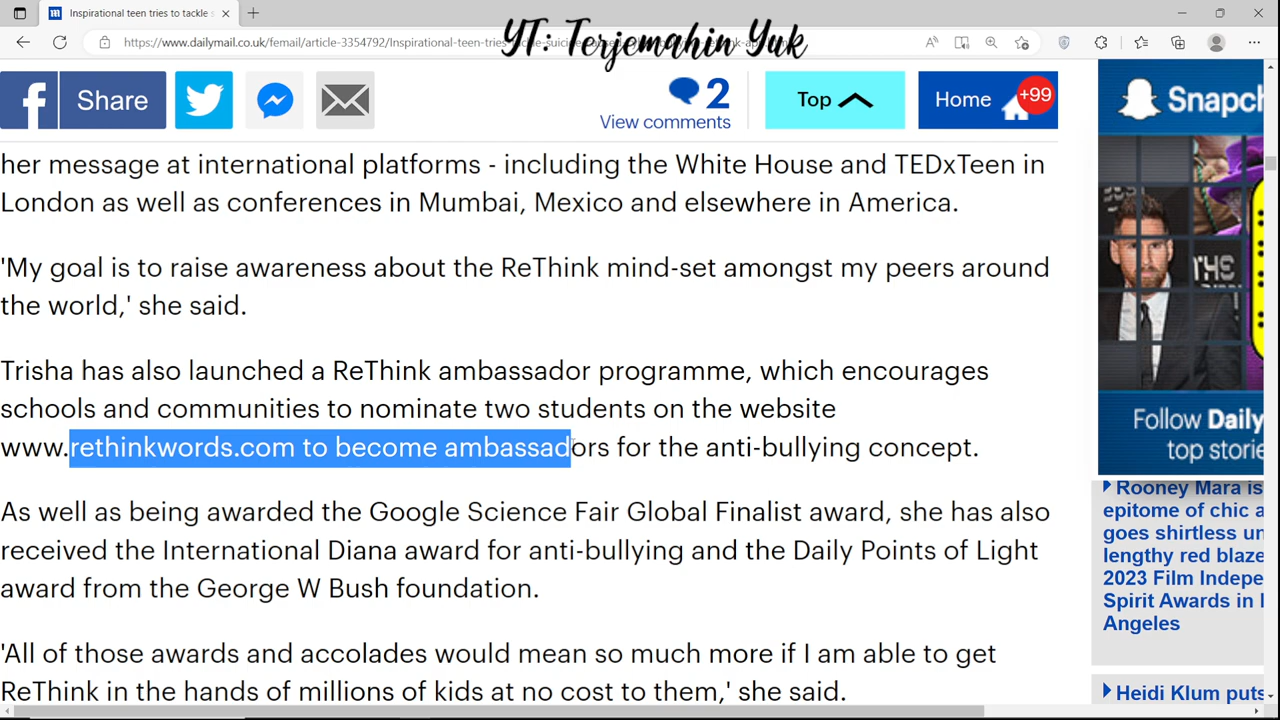 Inspirational teen tries to tackle s
YT: Terjemahin Yuk
https://www.dailymail.co.uk/femail/article-3354792/Inspirational-teen-tries-
Share
2
View comments
Top
Home
+99
Snapch
her message at international platforms - including the White House and TEDxTeen in
London as well as conferences in Mumbai, Mexico and elsewhere in America.
'My goal is to raise awareness about the ReThink mind-set amongst my peers around
the world,' she said.
THE
Trisha has also launched a ReThink ambassador programme, which encourages
schools and communities to nominate two students on the website
www.rethinkwords.com to become ambassadors for the anti-bullying concept.
Follow Daily
top storie
As well as being awarded the Google Science Fair Global Finalist award, she has also
received the International Diana award for anti-bullying and the Daily Points of Light
award from the George W Bush foundation.
Rooney Mara is
epitome of chic a
goes shirtless un
lengthy red blaze
2023 Film Indepe
Spirit Awards in
Angeles
'All of those awards and accolades would mean so much more if I am able to get
ReThink in the hands of millions of kids at no cost to them,' she said.
Heidi Klum puts